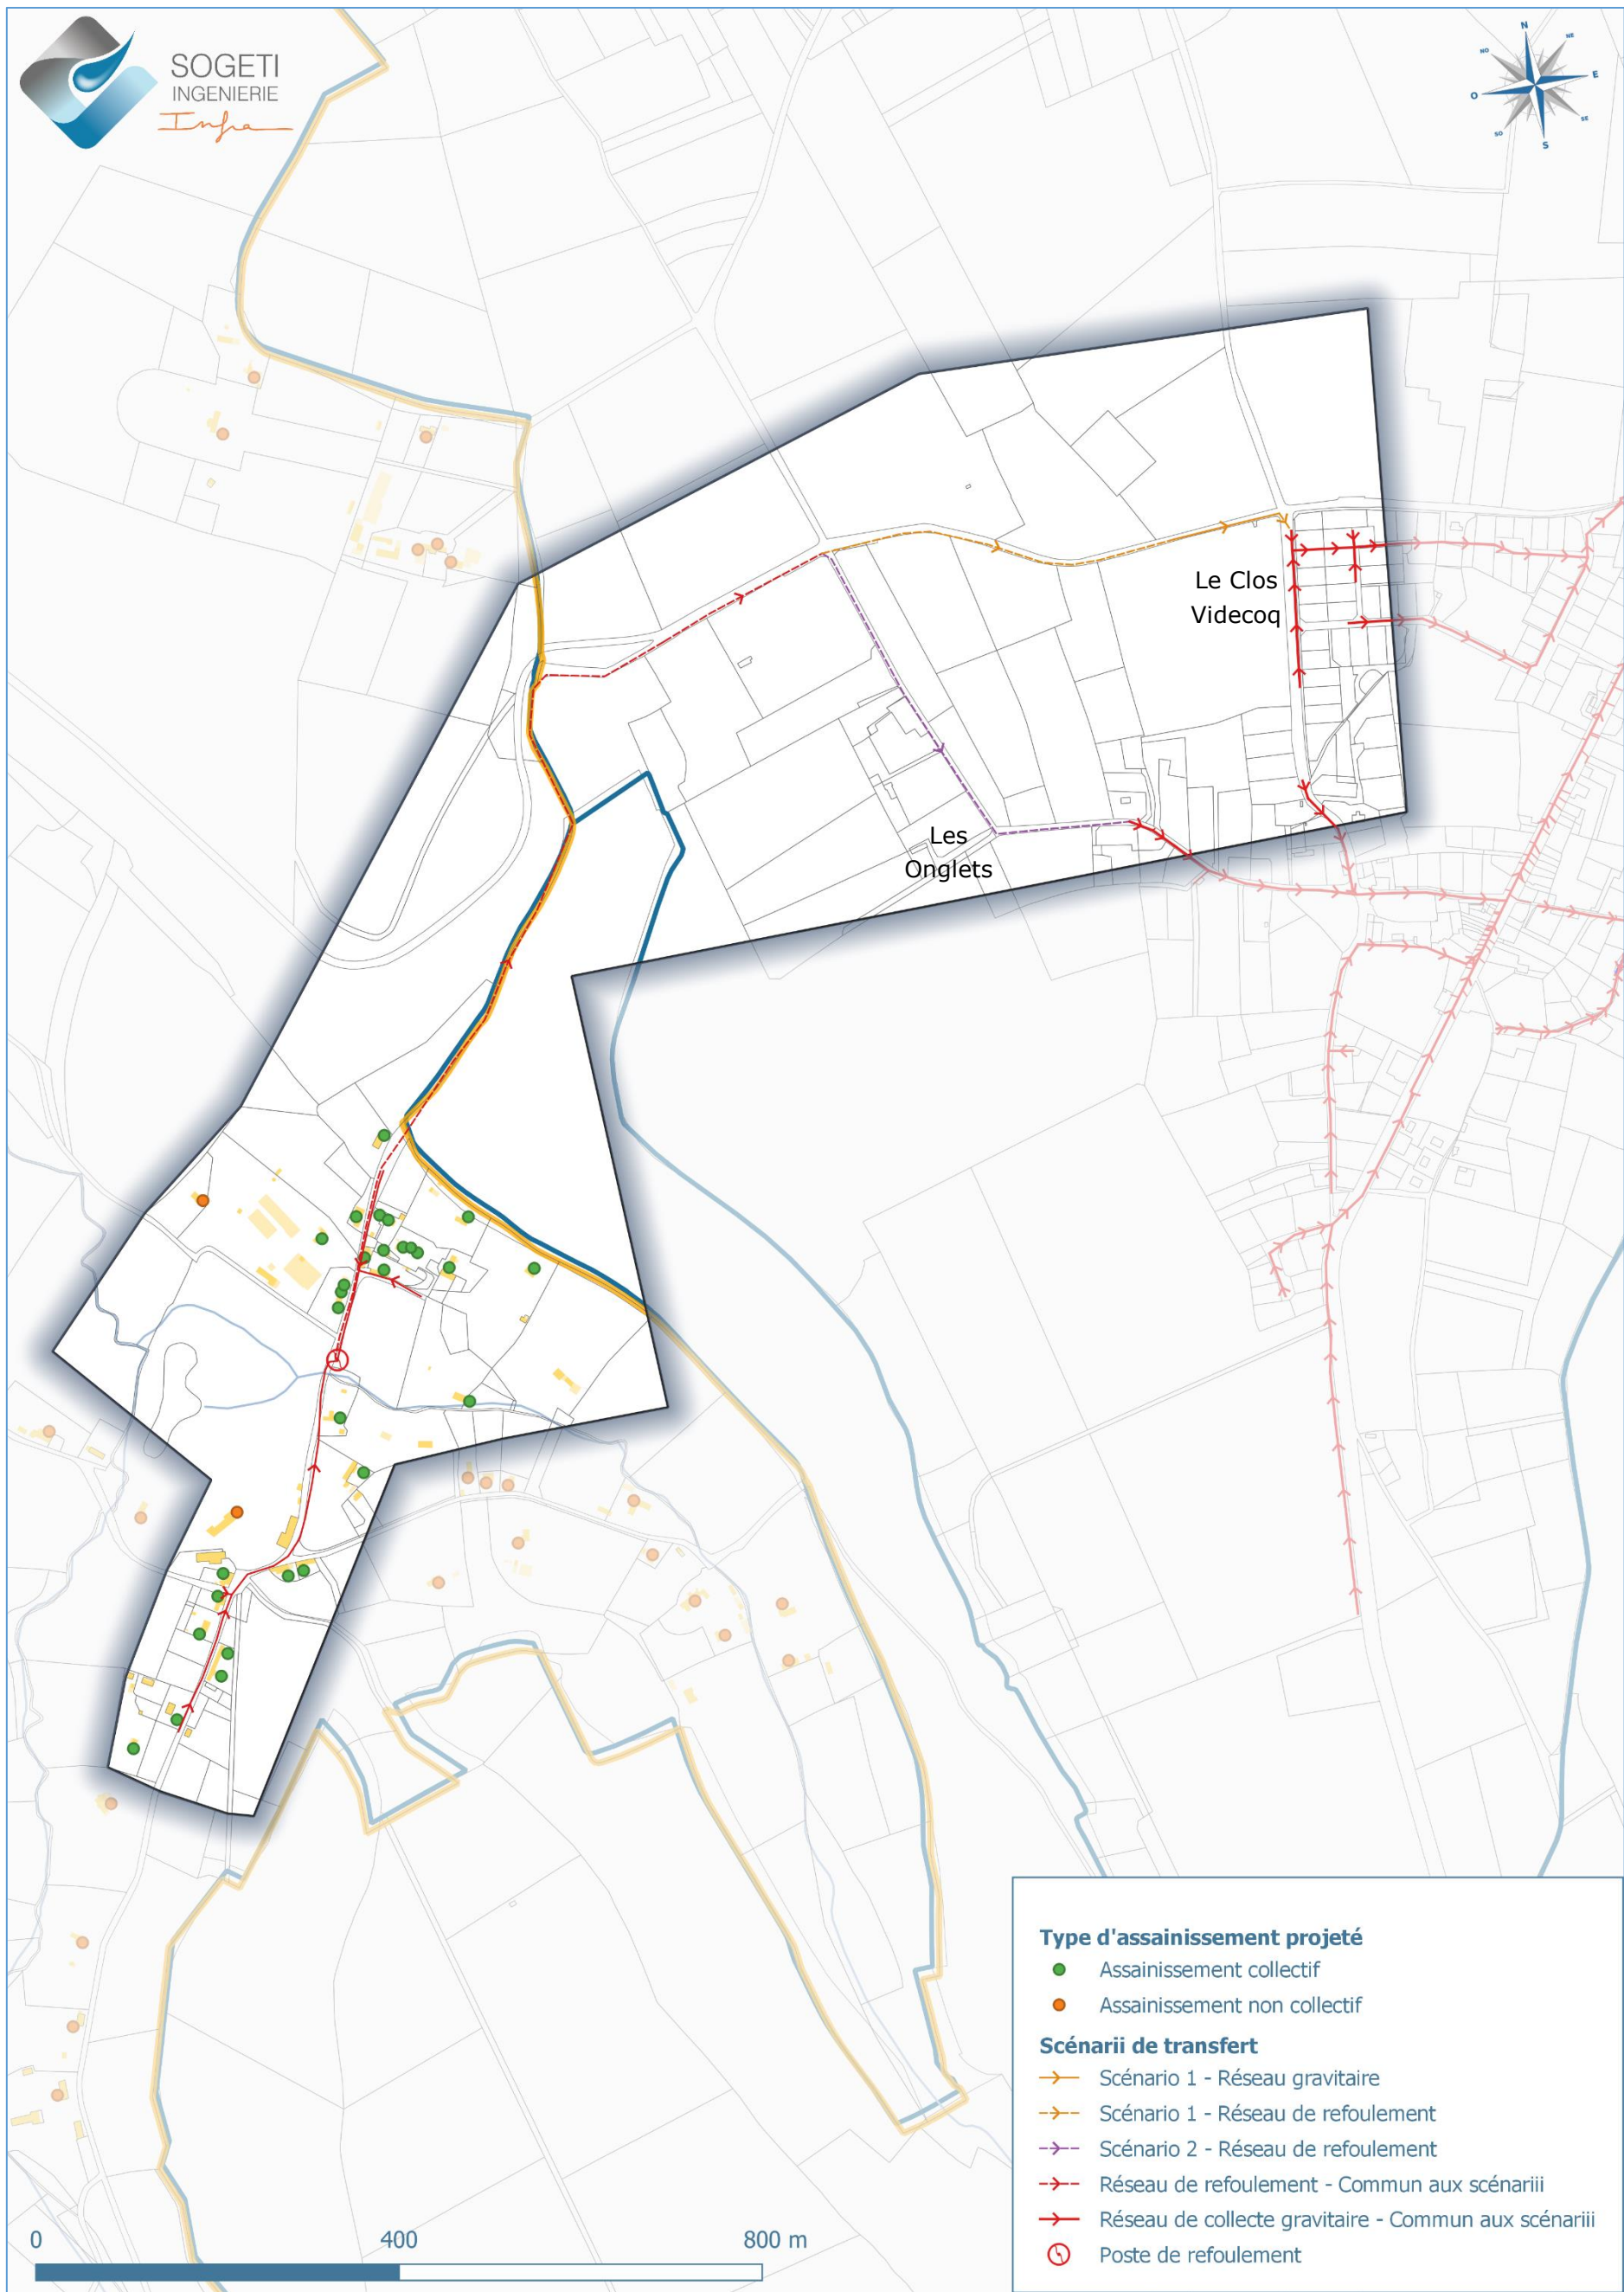 SOGETI
INGENIERIE
Infra
N
NE
E
SE
S
SO
O
NO
Le Clos
Videcoq
Les
Onglets
Type d'assainissement projeté
Assainissement collectif
Assainissement non collectif
Scénarii de transfert
Scénario 1 - Réseau gravitaire
Scénario 1 - Réseau de refoulement
Scénario 2 - Réseau de refoulement
Réseau de refoulement - Commun aux scénariii
Réseau de collecte gravitaire - Commun aux scénariii
Poste de refoulement
0 400 800 m